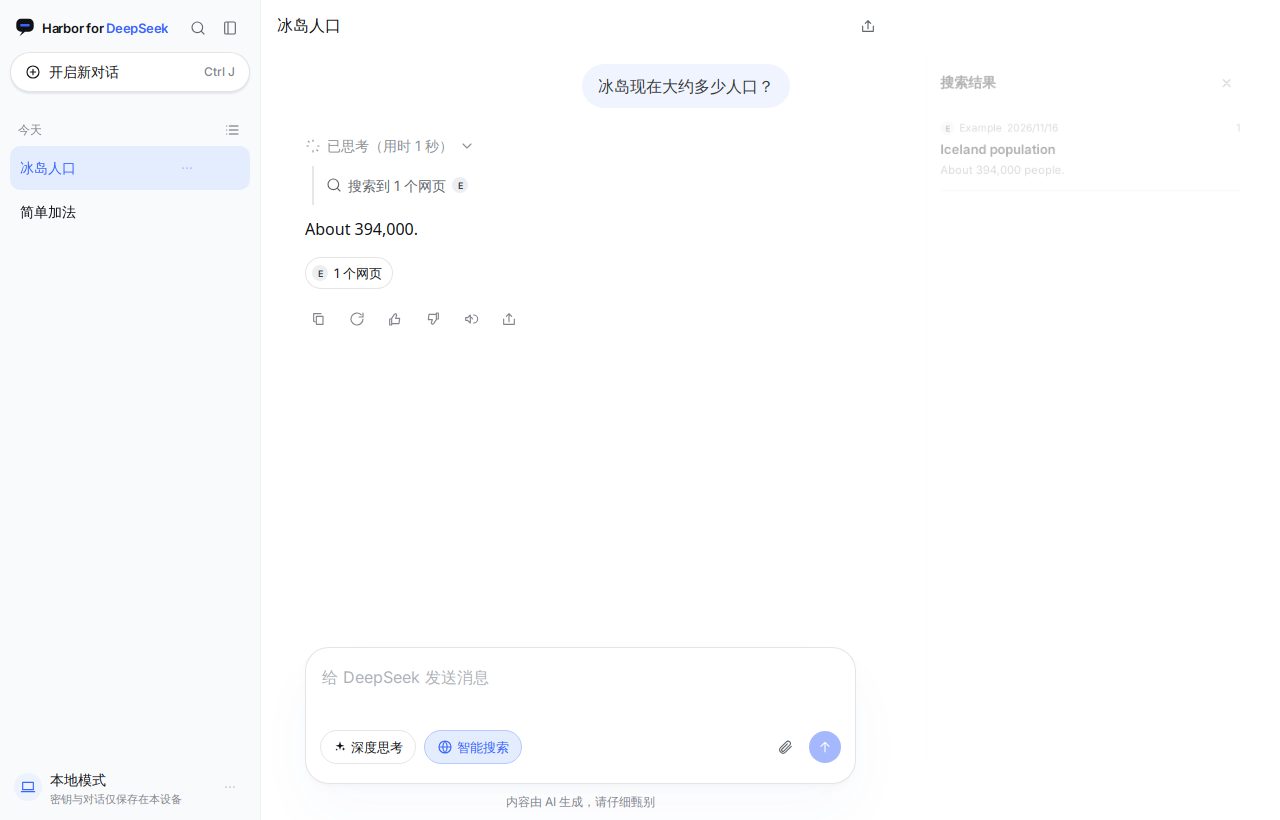 Harbor for DeepSeek
开启新对话 Ctrl J
今天
冰岛人口
简单加法
本地模式
密钥与对话仅保存在本设备
冰岛人口
冰岛现在大约多少人口？
已思考（用时 1 秒）
搜索到 1 个网页 E
About 394,000.
E 1 个网页
给 DeepSeek 发送消息
深度思考 智能搜索
内容由 AI 生成，请仔细甄别
搜索结果
E Example 2026/11/16 1
Iceland population
About 394,000 people.